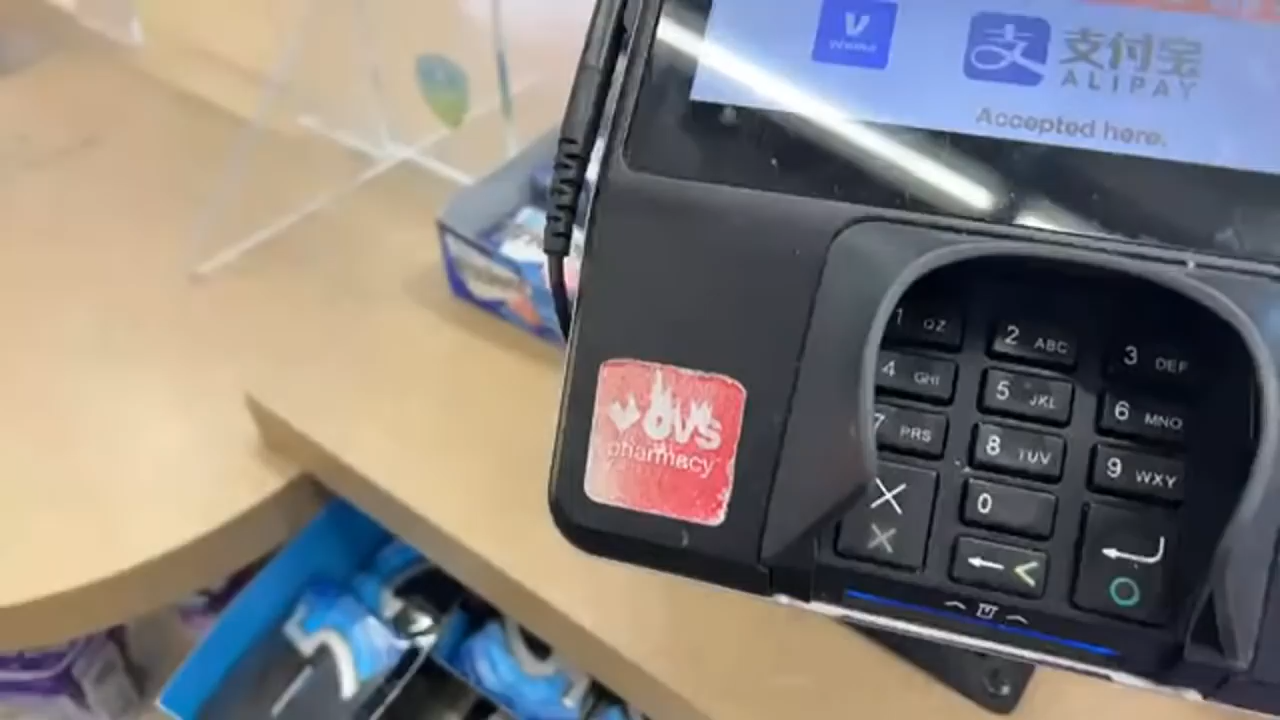 venmo
支付宝
ALIPAY
Accepted here.
1 QZ
2 ABC
3 DEF
4 GHI
5 JKL
6 MNO
7 PRS
8 TUV
9 WXY
0
pharmacy